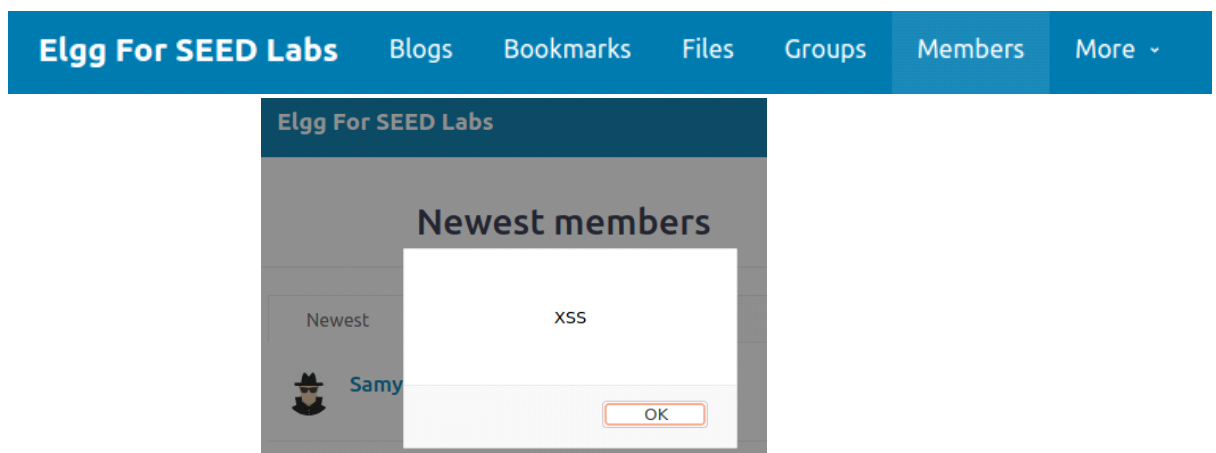 Elgg For SEED Labs Blogs Bookmarks Files Groups Members More
Elgg For SEED Labs
Newest members
Newest
XSS
Samy
OK